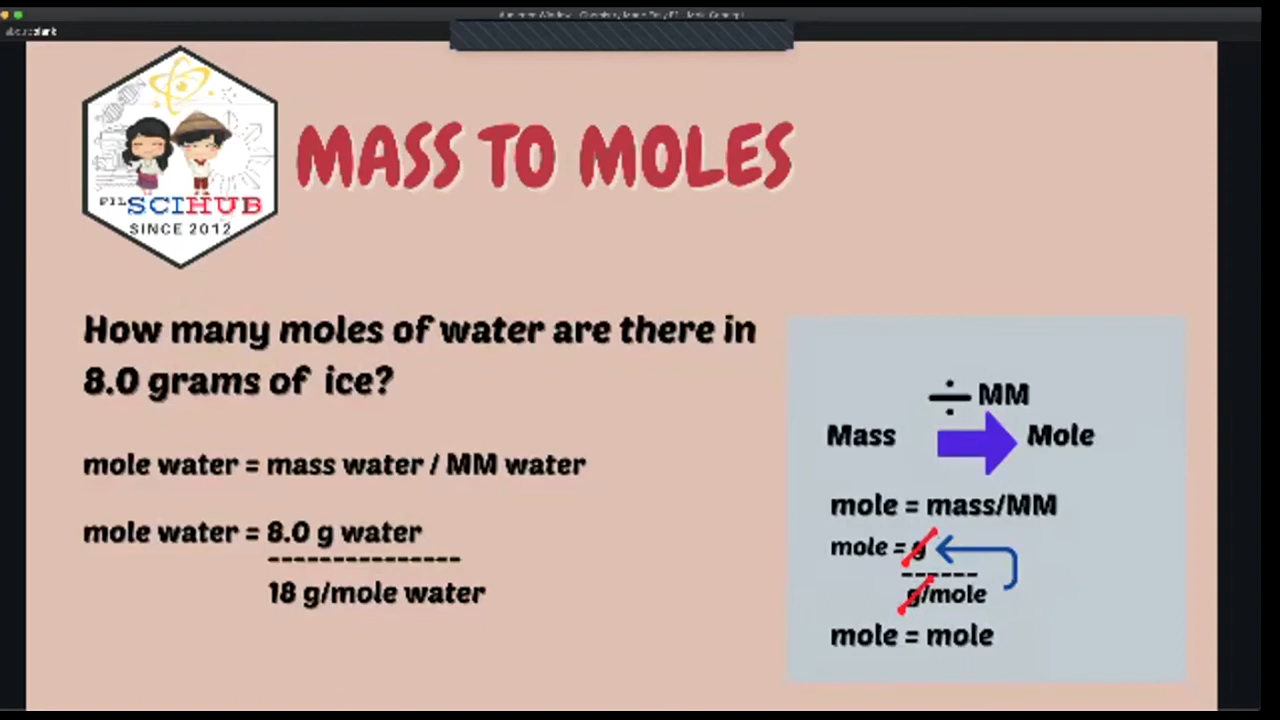 FIL SCIHUB
SINCE 2012
MASS TO MOLES
How many moles of water are there in
8.0 grams of ice?
mole water = mass water / MM water
mole water = 8.0 g water
---------------
18 g/mole water
÷ MM
Mass Mole
mole = mass/MM
mole = g
------
g/mole
mole = mole